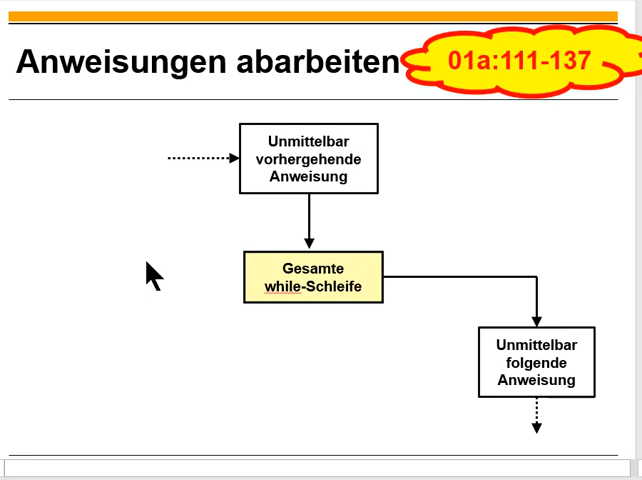 Anweisungen abarbeiten
01a:111-137
Unmittelbar
vorhergehende
Anweisung
Gesamte
while-Schleife
Unmittelbar
folgende
Anweisung